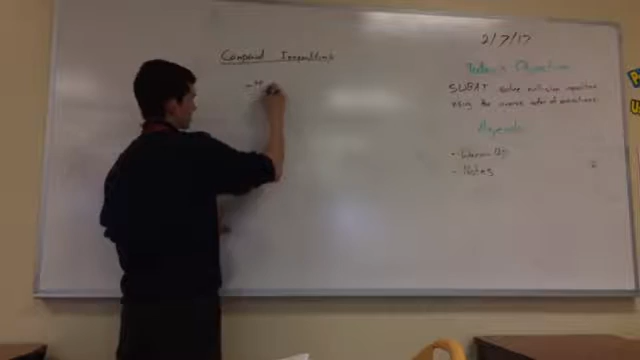 Compound Inequalities
2/7/17
Today's Objective
SWBAT solve multi-step inequalities
using the inverse order of operations.
Agenda
- Warm Up
- Notes